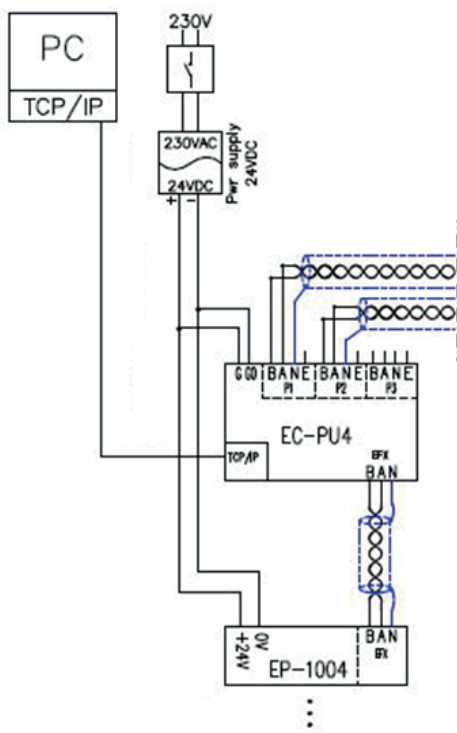 PC
TCP/IP
230V
230VAC
24VDC
+ -
Pwr supply
24VDC
G G0 B A N E B A N E B A N E
P1 P2 P3
EC-PU4
TCP/IP
EFX
B A N
+24V
0V
B A N
EFX
EP-1004